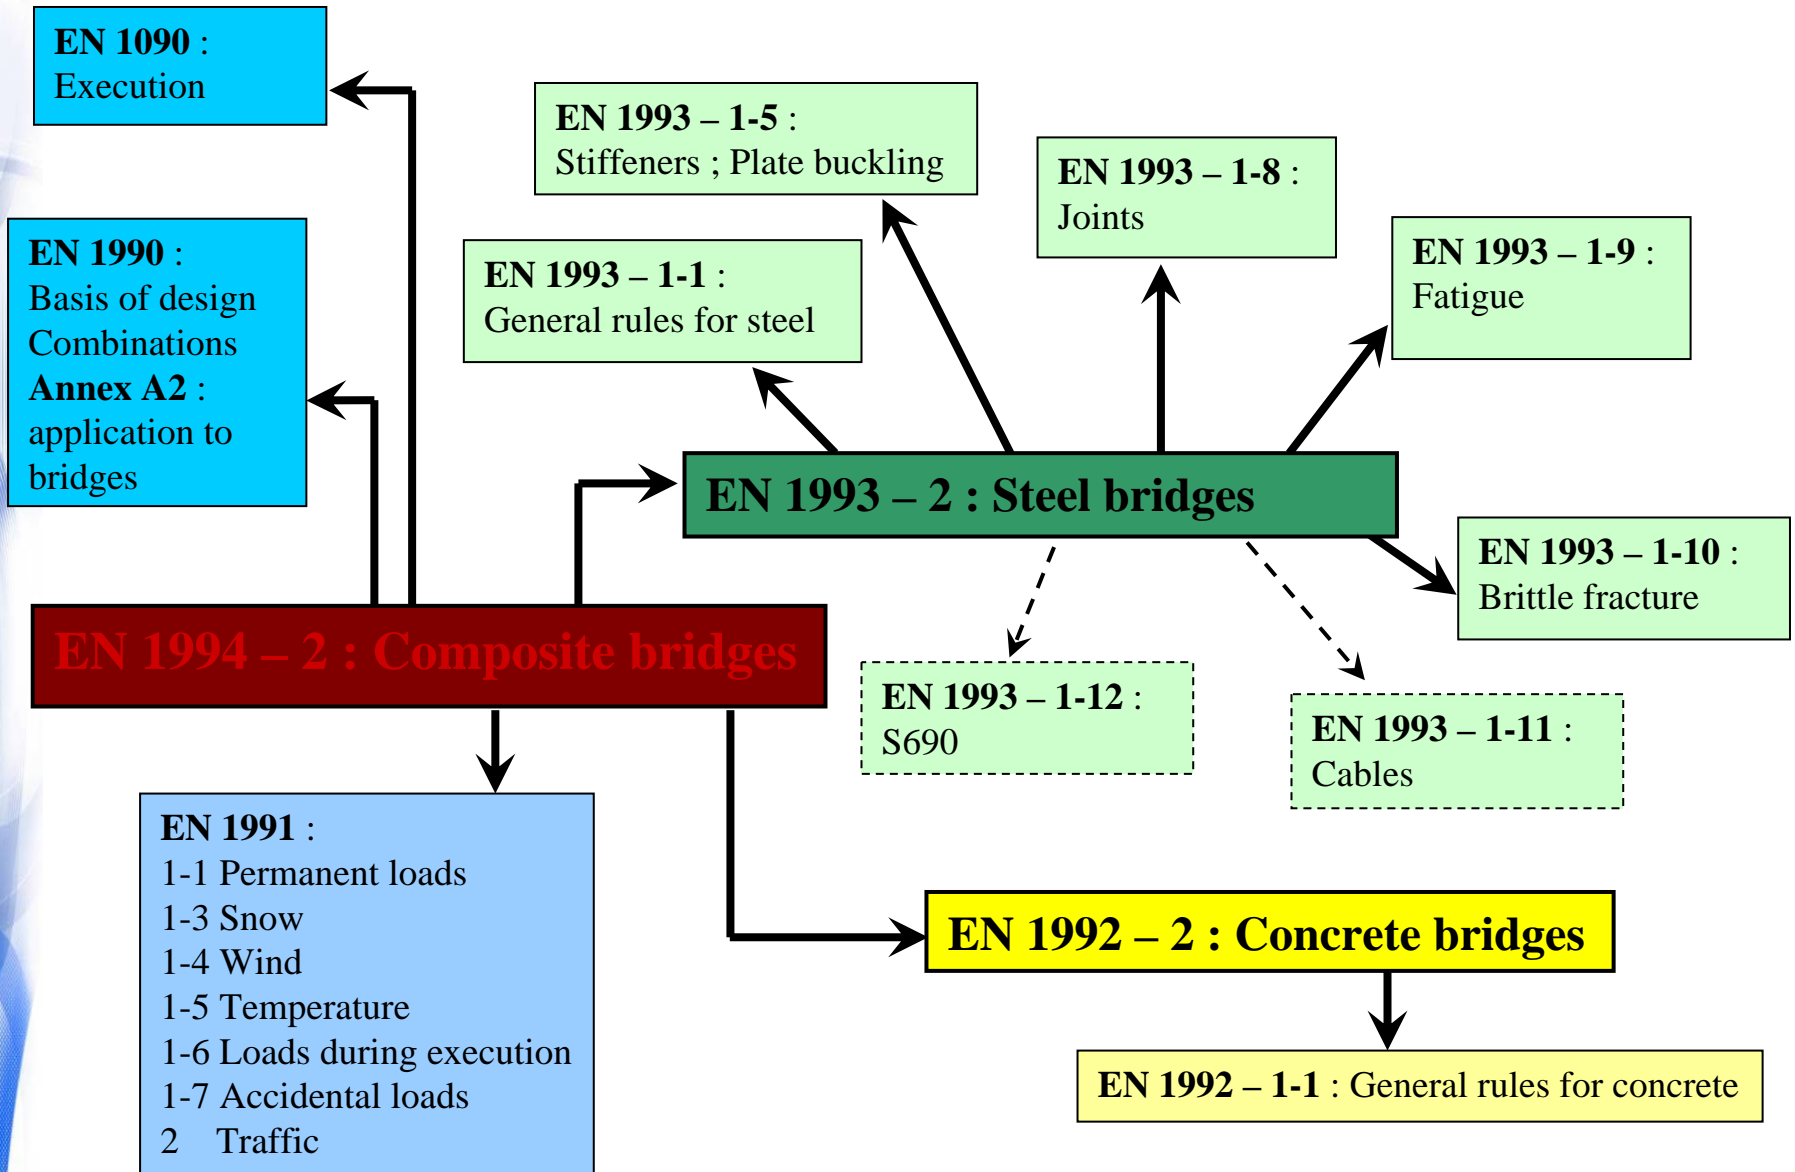 EN 1090 :
Execution
EN 1993 – 1-5 :
Stiffeners ; Plate buckling
EN 1993 – 1-8 :
Joints
EN 1990 :
Basis of design
Combinations
Annex A2 :
application to
bridges
EN 1993 – 1-1 :
General rules for steel
EN 1993 – 1-9 :
Fatigue
EN 1993 – 2 : Steel bridges
EN 1993 – 1-10 :
Brittle fracture
EN 1994 – 2 : Composite bridges
EN 1993 – 1-12 :
S690
EN 1993 – 1-11 :
Cables
EN 1991 :
1-1 Permanent loads
1-3 Snow
1-4 Wind
1-5 Temperature
1-6 Loads during execution
1-7 Accidental loads
2 Traffic
EN 1992 – 2 : Concrete bridges
EN 1992 – 1-1 : General rules for concrete